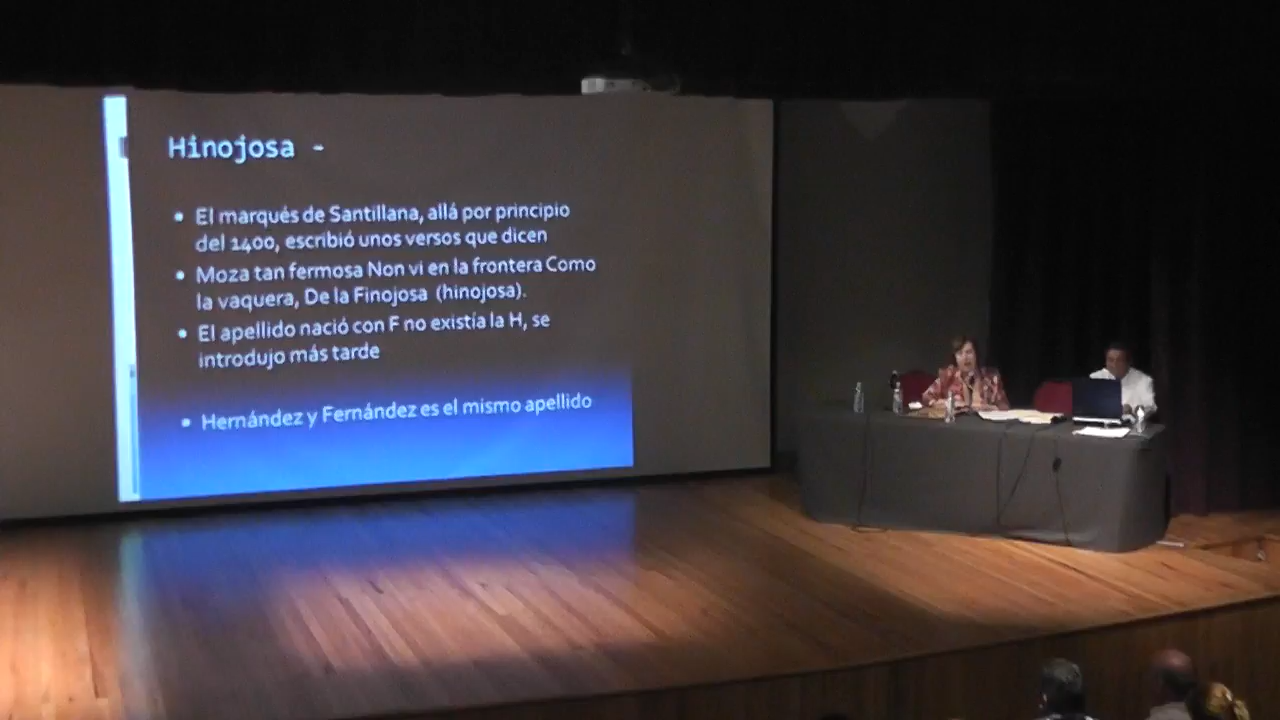 Hinojosa -
• El marqués de Santillana, allá por principio
del 1400, escribió unos versos que dicen
• Moza tan fermosa Non vi en la frontera Como
la vaquera, De la Finojosa (hinojosa).
• El apellido nació con F no existía la H, se
introdujo más tarde
• Hernández y Fernández es el mismo apellido